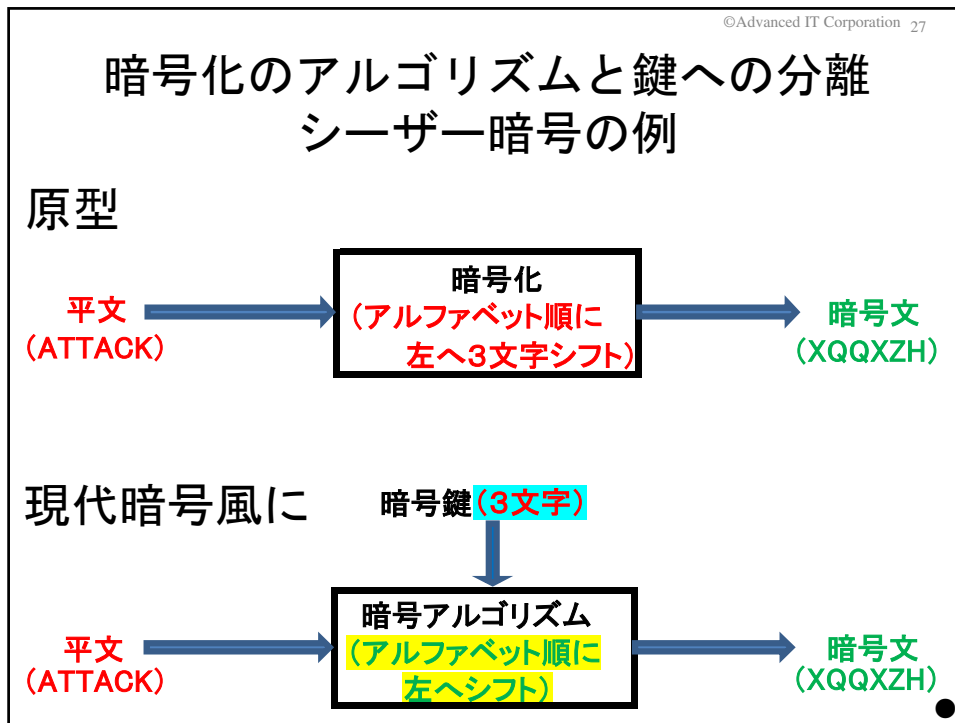 ©Advanced IT Corporation 27
暗号化のアルゴリズムと鍵への分離
シーザー暗号の例
原型
平文
(ATTACK)
暗号化
(アルファベット順に
左へ3文字シフト)
暗号文
(XQQXZH)
現代暗号風に
暗号鍵(3文字)
平文
(ATTACK)
暗号アルゴリズム
(アルファベット順に
左へシフト)
暗号文
(XQQXZH)